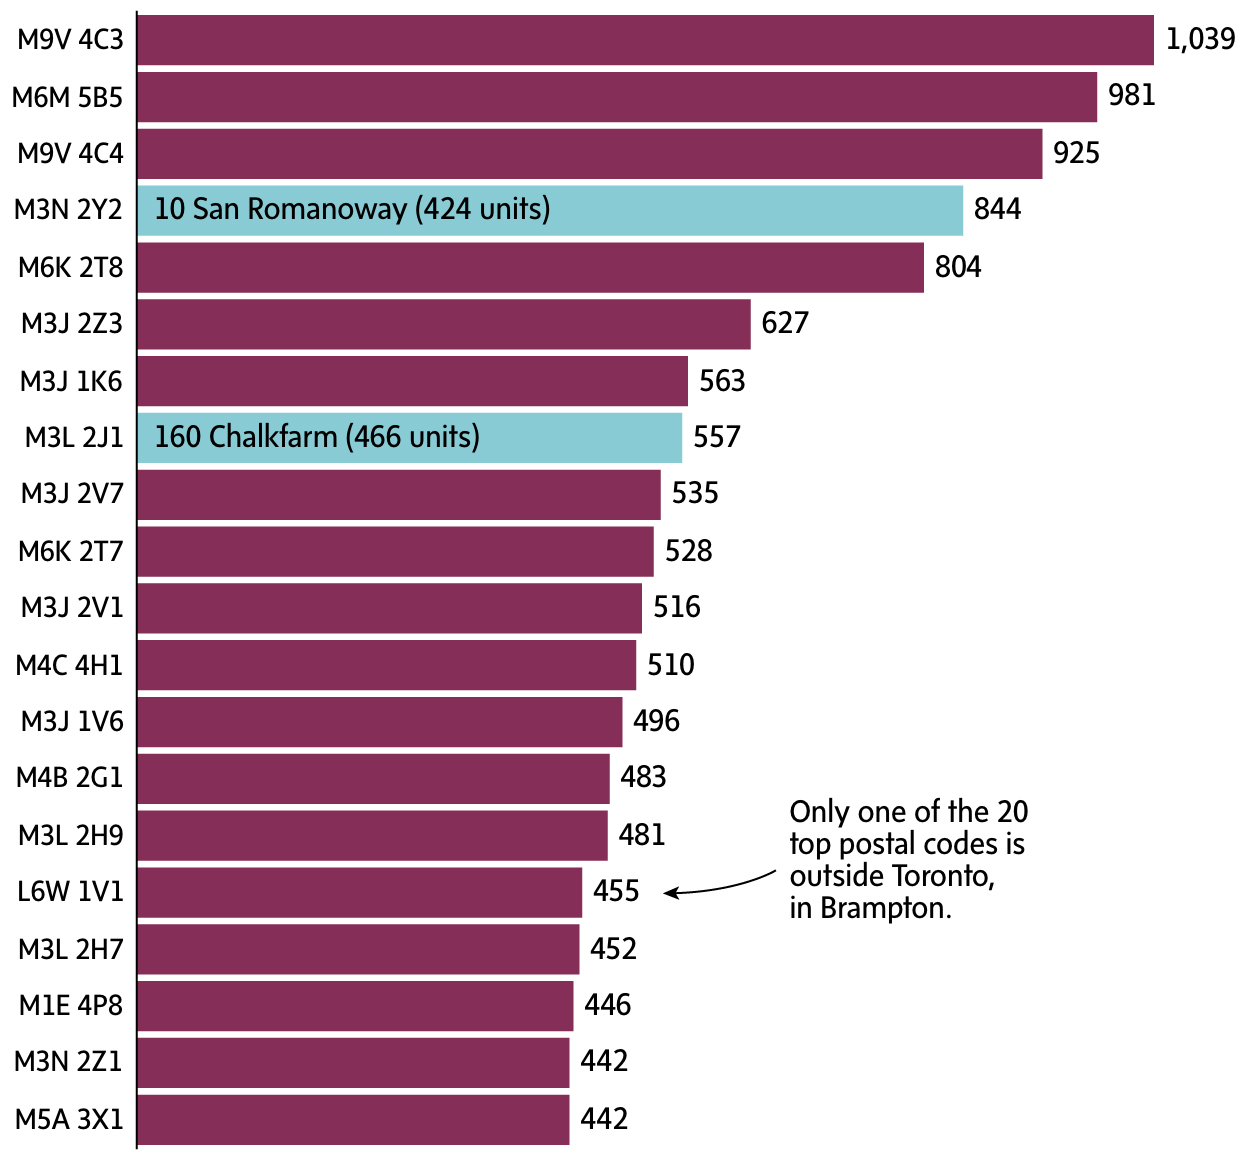 M9V 4C3 1,039
M6M 5B5 981
M9V 4C4 925
M3N 2Y2 10 San Romanoway (424 units) 844
M6K 2T8 804
M3J 2Z3 627
M3J 1K6 563
M3L 2J1 160 Chalkfarm (466 units) 557
M3J 2V7 535
M6K 2T7 528
M3J 2V1 516
M4C 4H1 510
M3J 1V6 496
M4B 2G1 483
M3L 2H9 481
L6W 1V1 455
M3L 2H7 452
M1E 4P8 446
M3N 2Z1 442
M5A 3X1 442
Only one of the 20
top postal codes is
outside Toronto,
in Brampton.